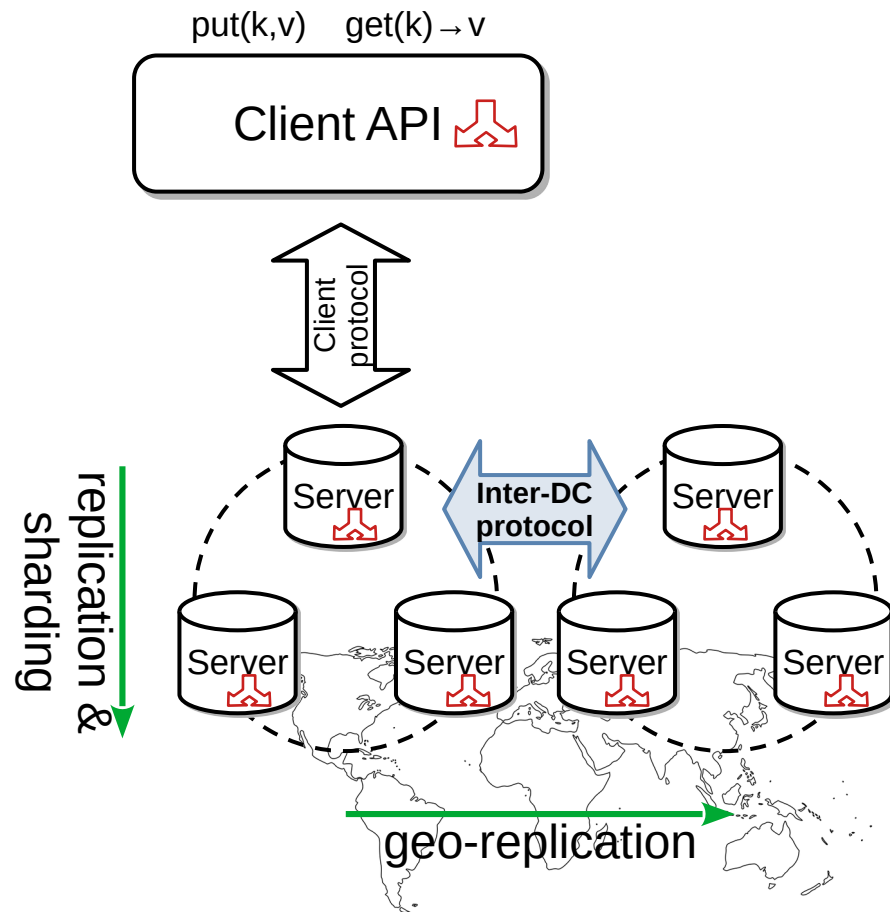 put(k,v) get(k)→v
Client API
Client
protocol
Server
Inter-DC
protocol
Server
replication &
sharding
Server
Server
Server
Server
geo-replication